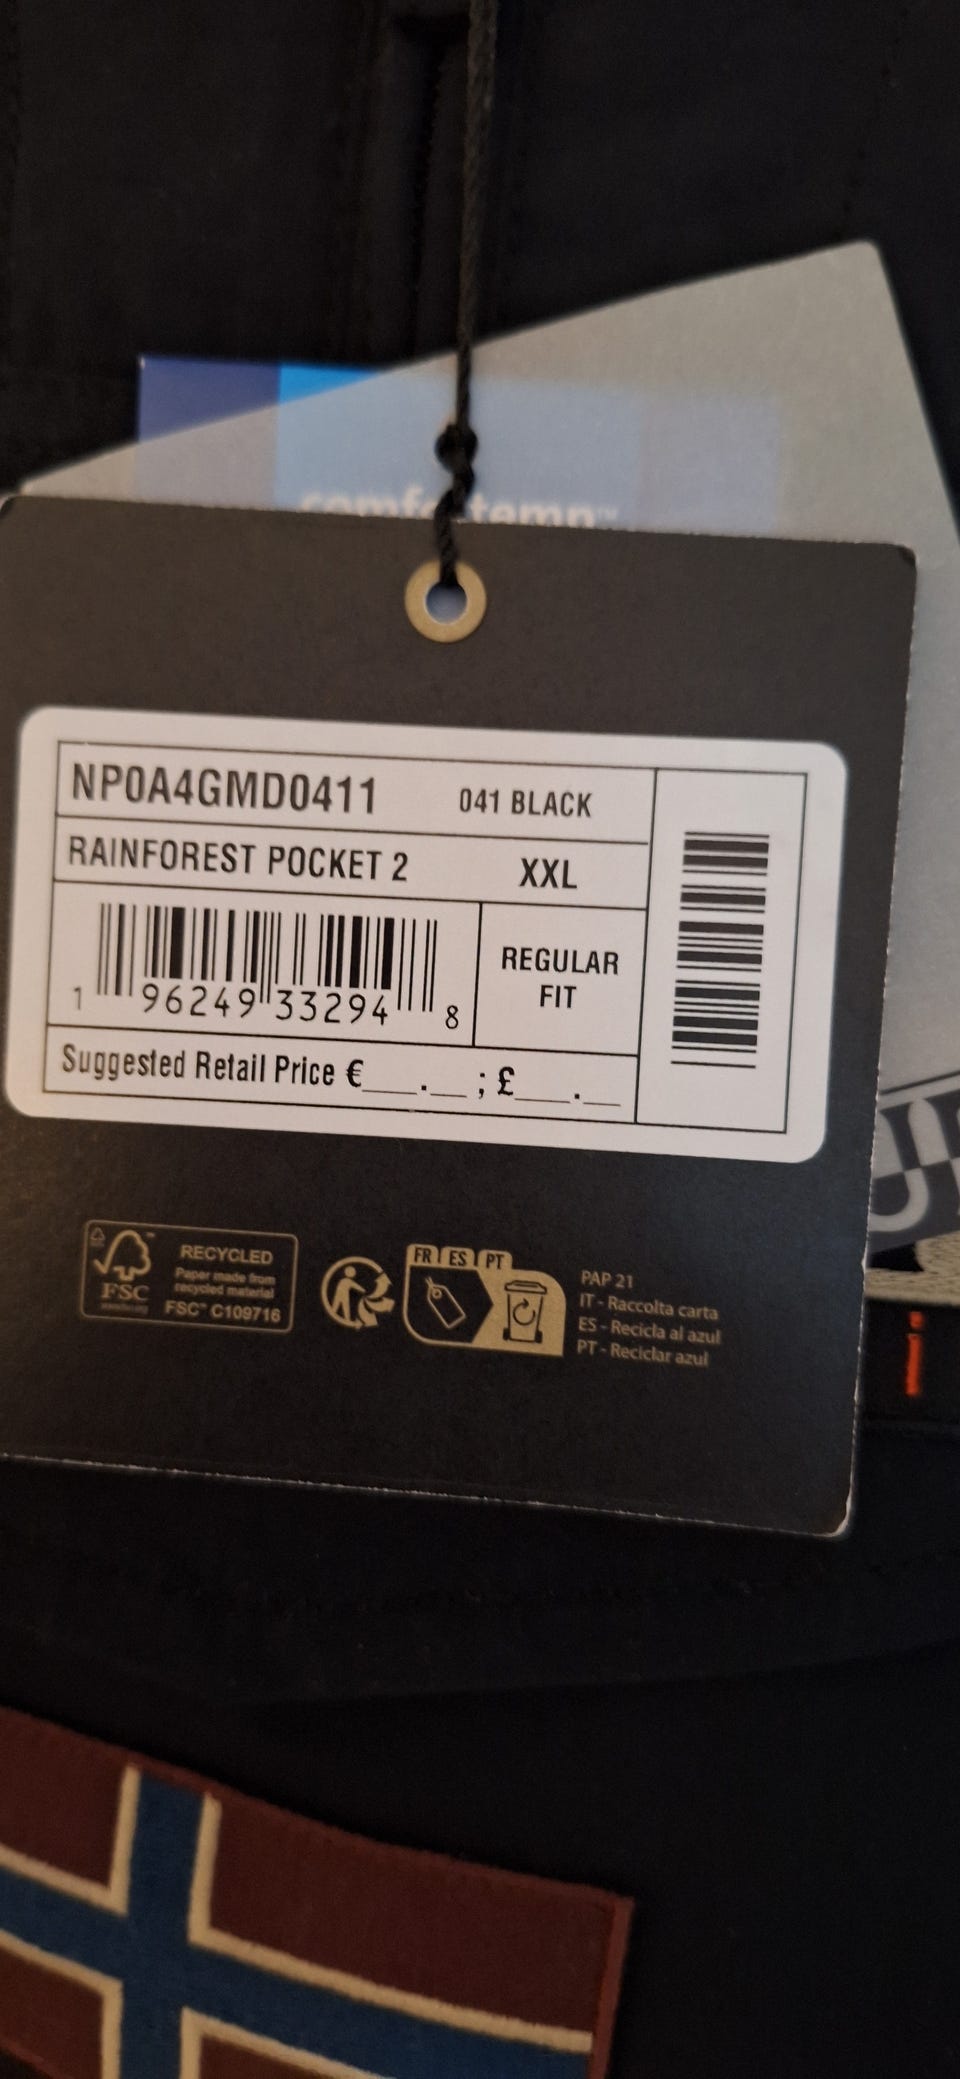 comfortemp™
NP0A4GMD0411 041 BLACK
RAINFOREST POCKET 2 XXL
REGULAR
FIT
1 96249 33294 8
Suggested Retail Price €___.__ ; £___.__
FSC
RECYCLED
Paper made from
recycled material
FSC™ C109716
FR ES PT
PAP 21
IT - Raccolta carta
ES - Recicla al azul
PT - Reciclar azul